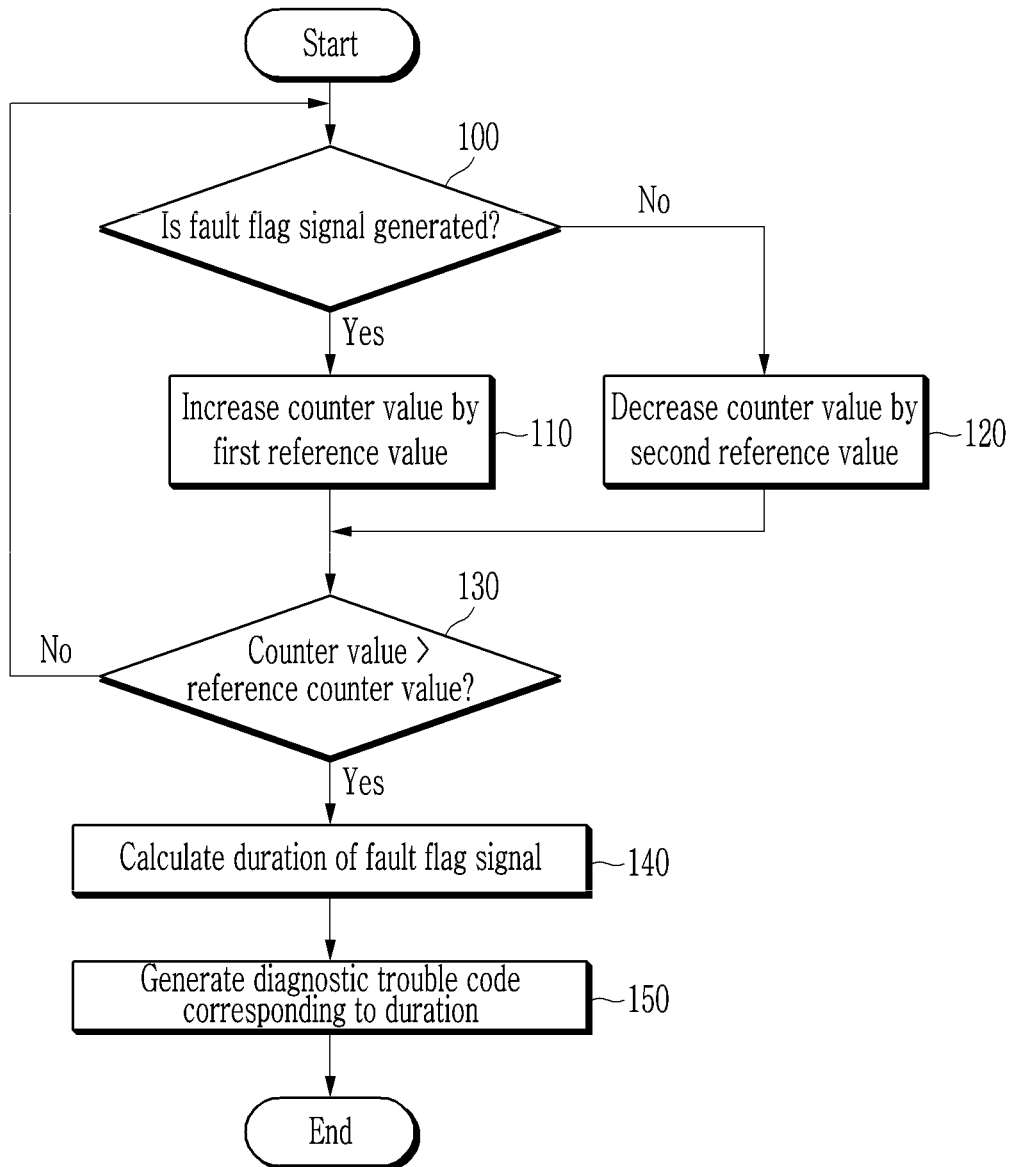 Start
100
Is fault flag signal generated?
No
Yes
Increase counter value by
first reference value
110
Decrease counter value by
second reference value
120
130
No
Counter value >
reference counter value?
Yes
Calculate duration of fault flag signal
140
Generate diagnostic trouble code
corresponding to duration
150
End